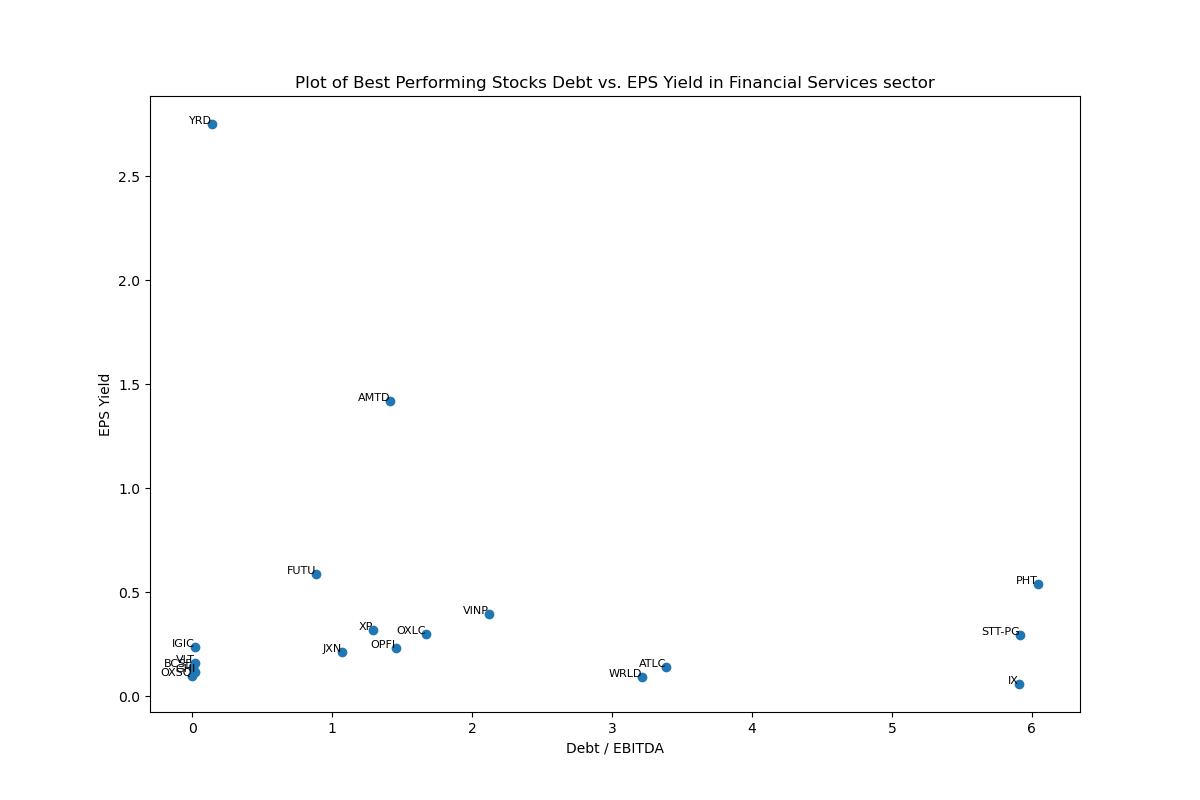 Plot of Best Performing Stocks Debt vs. EPS Yield in Financial Services sector
YRD
2.5
2.0
1.5
AMTD
EPS Yield
1.0
FUTU
PHT
0.5
VINP
XP
OXLC
STT-PG
IGIC
OPFI
JXN
VLT
ATLC
OXSQ
WRLD
IX
0.0
0 1 2 3 4 5 6
Debt / EBITDA